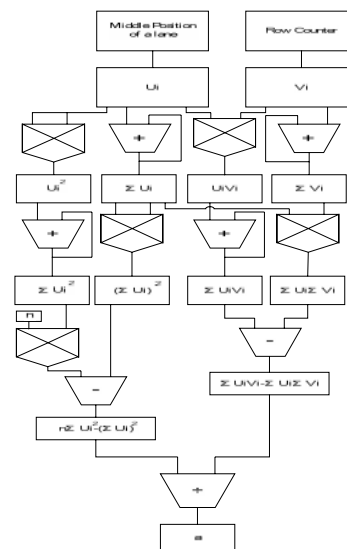 Middle Position
of a lane
Row Counter
Ui
Vi
+
+
Ui²
Σ Ui
UiVi
Σ Vi
+
+
Σ Ui²
(Σ Ui)²
Σ UiVi
Σ UiΣ Vi
n
-
-
Σ UiVi-Σ UiΣ Vi
nΣ Ui²-(Σ Ui)²
+
a